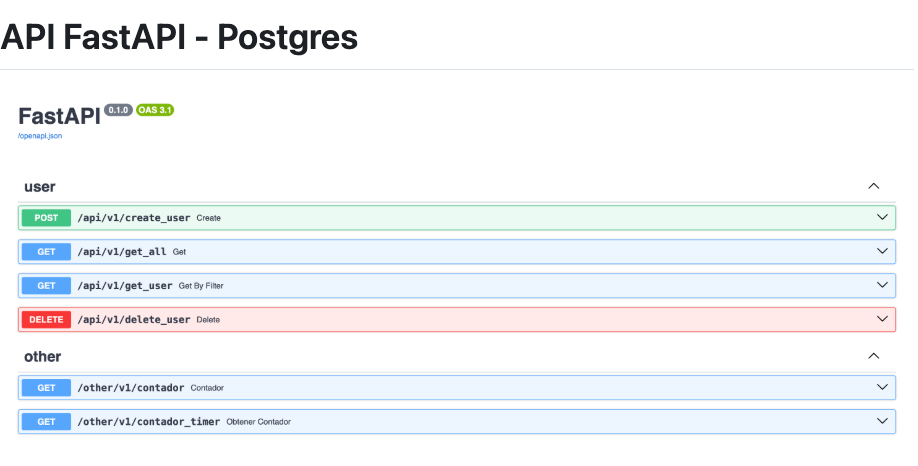 API FastAPI - Postgres
FastAPI 0.1.0 OAS 3.1
/openapi.json
user
POST /api/v1/create_user Create
GET /api/v1/get_all Get
GET /api/v1/get_user Get By Filter
DELETE /api/v1/delete_user Delete
other
GET /other/v1/contador Contador
GET /other/v1/contador_timer Obtener Contador